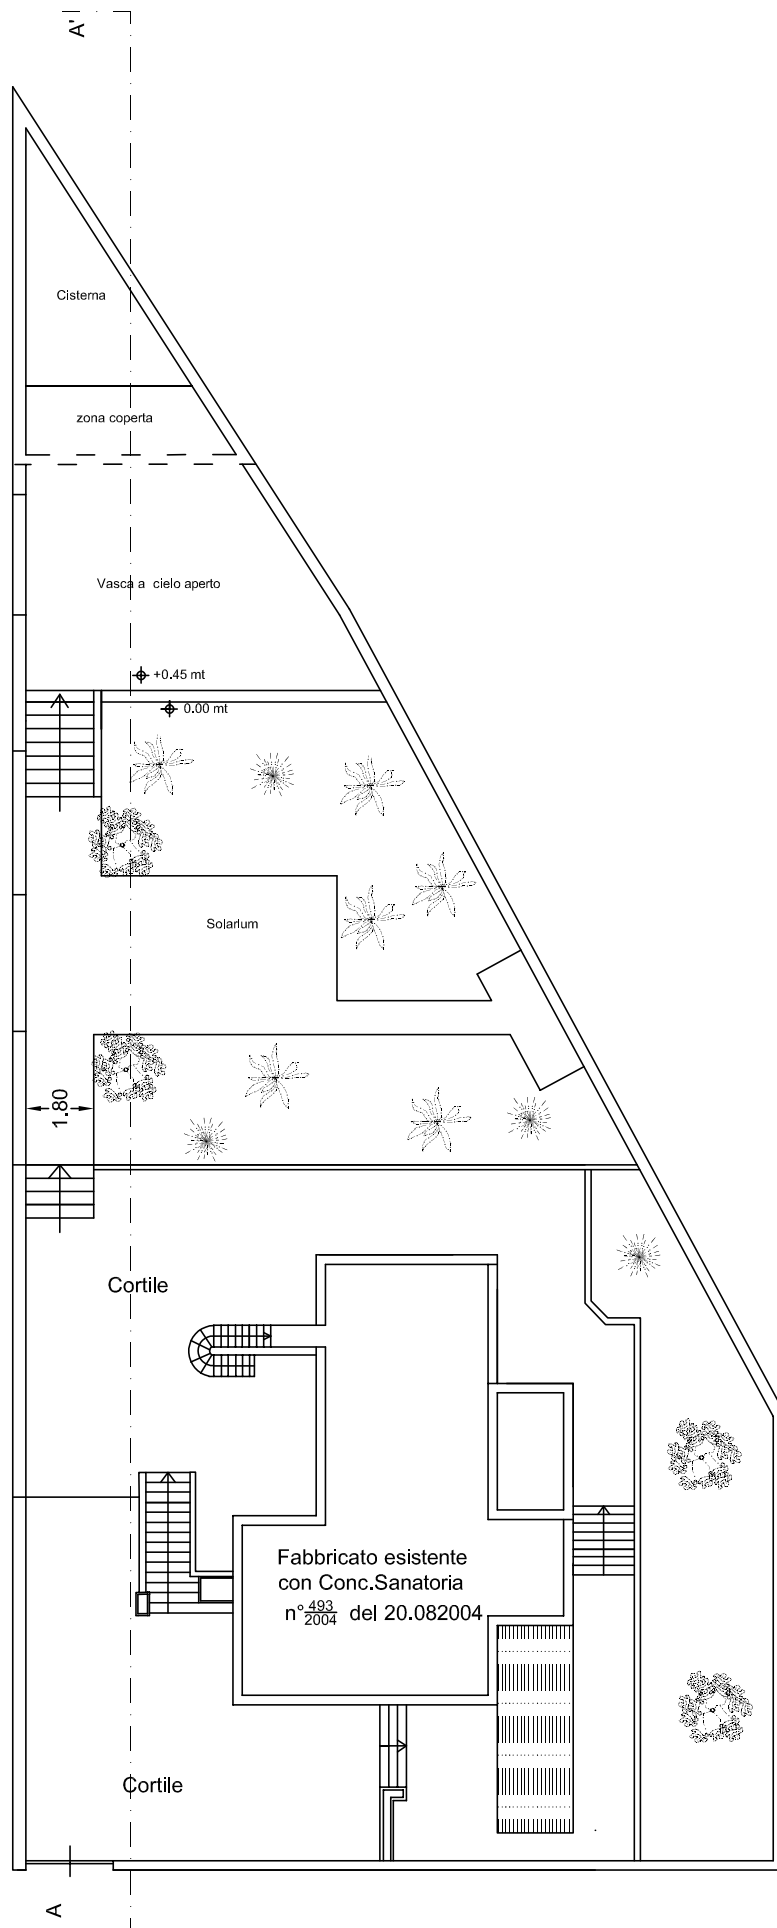 A'
Cisterna
zona coperta
Vasca a cielo aperto
+0.45 mt
0.00 mt
Solarium
1.80
Cortile
Fabbricato esistente
con Conc.Sanatoria
n° 493/2004 del 20.082004
Cortile
A